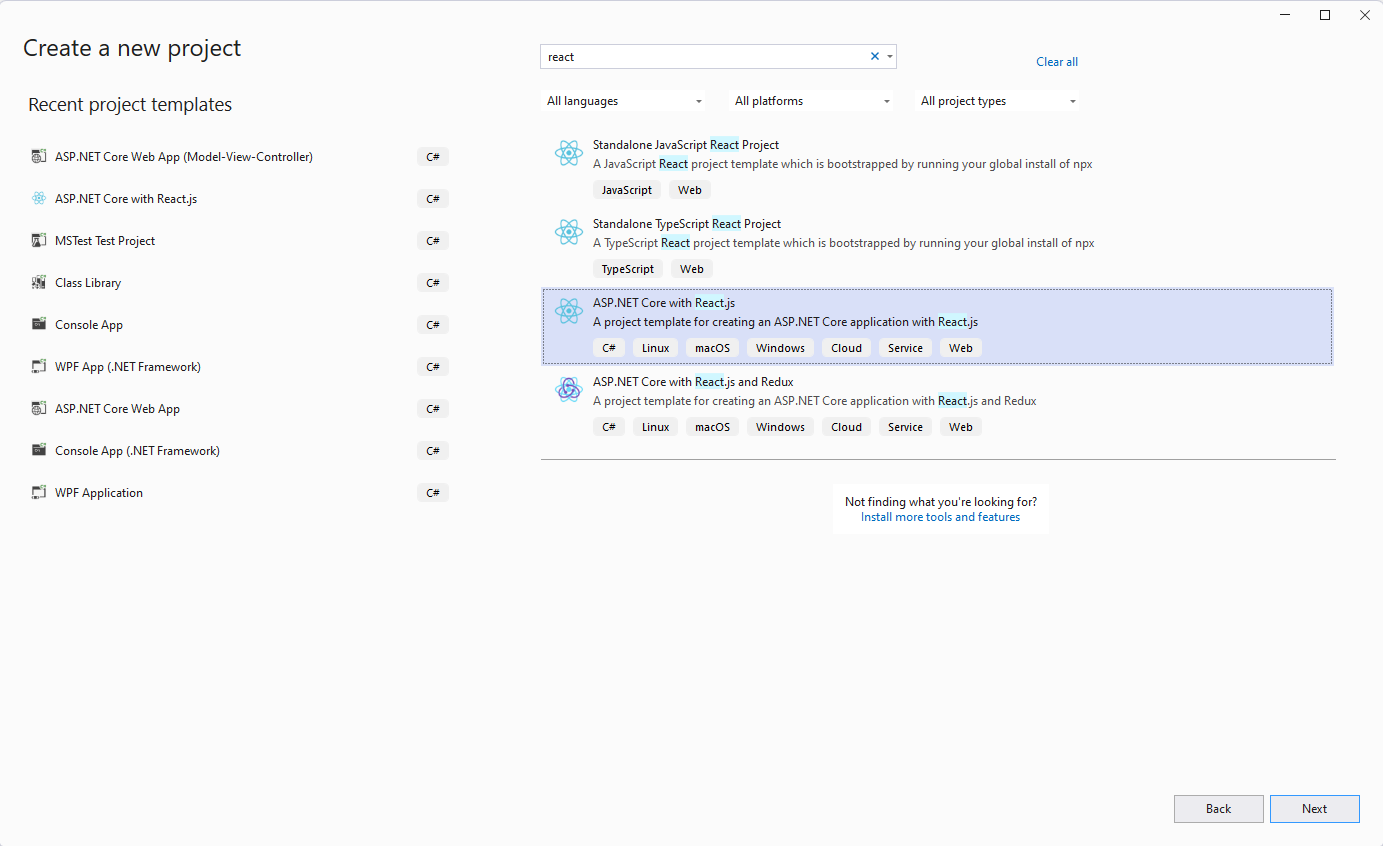 Create a new project
Recent project templates
ASP.NET Core Web App (Model-View-Controller) C#
ASP.NET Core with React.js C#
MSTest Test Project C#
Class Library C#
Console App C#
WPF App (.NET Framework) C#
ASP.NET Core Web App C#
Console App (.NET Framework) C#
WPF Application C#
react
Clear all
All languages All platforms All project types
Standalone JavaScript React Project
A JavaScript React project template which is bootstrapped by running your global install of npx
JavaScript Web
Standalone TypeScript React Project
A TypeScript React project template which is bootstrapped by running your global install of npx
TypeScript Web
ASP.NET Core with React.js
A project template for creating an ASP.NET Core application with React.js
C# Linux macOS Windows Cloud Service Web
ASP.NET Core with React.js and Redux
A project template for creating an ASP.NET Core application with React.js and Redux
C# Linux macOS Windows Cloud Service Web
Not finding what you're looking for?
Install more tools and features
Back Next